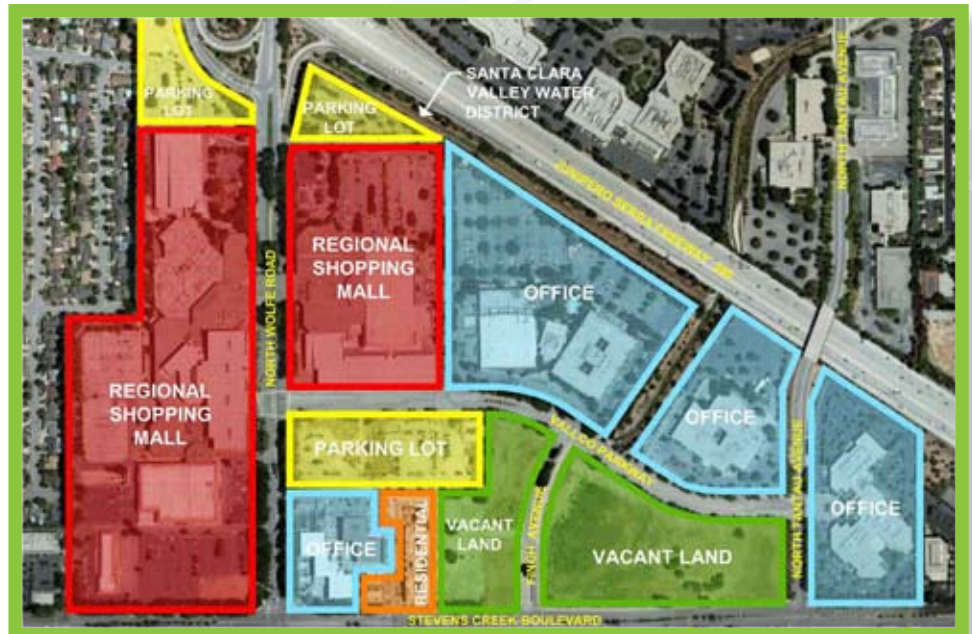 PARKING
LOT
PARKING
LOT
SANTA CLARA
VALLEY WATER
DISTRICT
NORTH TANTAU AVENUE
JUNIPERO SERRA FREEWAY 280
NORTH WOLFE ROAD
REGIONAL
SHOPPING
MALL
OFFICE
REGIONAL
SHOPPING
MALL
OFFICE
PARKING LOT
VALLCO PARKWAY
NORTH TANTAU AVENUE
OFFICE
OFFICE
RESIDENTIAL
VACANT
LAND
FINCH AVENUE
VACANT LAND
STEVENS CREEK BOULEVARD